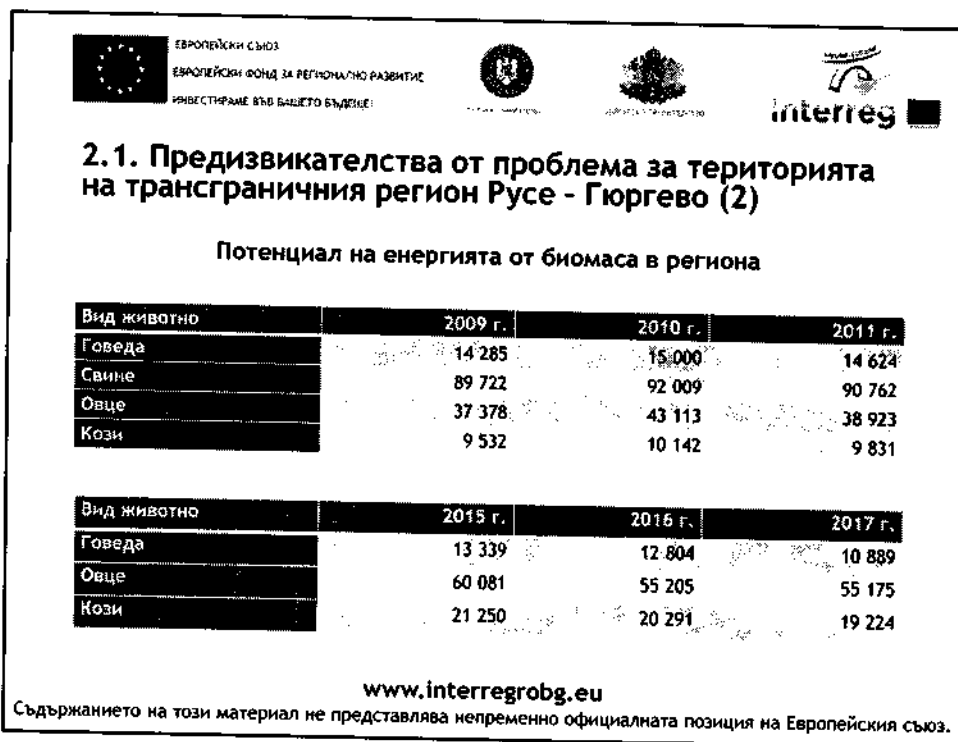 ЕВРОПЕЙСКИ СЪЮЗ
ЕВРОПЕЙСКИ ФОНД ЗА РЕГИОНАЛНО РАЗВИТИЕ
ИНВЕСТИРАМЕ ВЪВ ВАШЕТО БЪДЕЩЕ!
Interreg
2.1. Предизвикателства от проблема за територията
на трансграничния регион Русе - Гюргево (2)
Потенциал на енергията от биомаса в региона
Вид животно 2009 г. 2010 г. 2011 г.
Говеда 14 285 15 000 14 624
Свине 89 722 92 009 90 762
Овце 37 378 43 113 38 923
Кози 9 532 10 142 9 831
Вид животно 2015 г. 2016 г. 2017 г.
Говеда 13 339 12 804 10 889
Овце 60 081 55 205 55 175
Кози 21 250 20 291 19 224
www.interregrobg.eu
Съдържанието на този материал не представлява непременно официалната позиция на Европейския съюз.